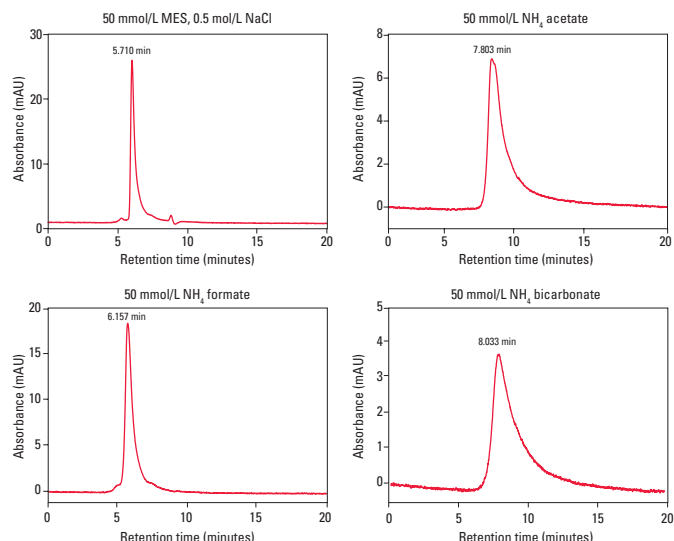 50 mmol/L MES, 0.5 mol/L NaCl
5.710 min
30
20
10
0
Absorbance (mAU)
0 5 10 15 20
Retention time (minutes)
50 mmol/L NH4 acetate
7.803 min
8
6
4
2
0
Absorbance (mAU)
0 5 10 15 20
Retention time (minutes)
50 mmol/L NH4 formate
6.157 min
20
15
10
5
0
Absorbance (mAU)
0 5 10 15 20
Retention time (minutes)
50 mmol/L NH4 bicarbonate
8.033 min
5
4
3
2
0
Absorbance (mAU)
0 5 10 15 20
Retention time (minutes)